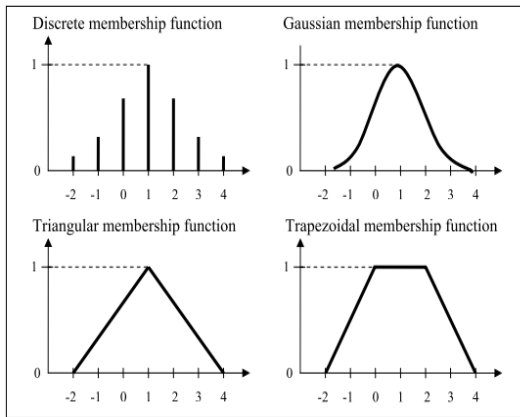 Discrete membership function
1
0
-2 -1 0 1 2 3 4
Gaussian membership function
1
0
-2 -1 0 1 2 3 4
Triangular membership function
1
0
-2 -1 0 1 2 3 4
Trapezoidal membership function
1
0
-2 -1 0 1 2 3 4